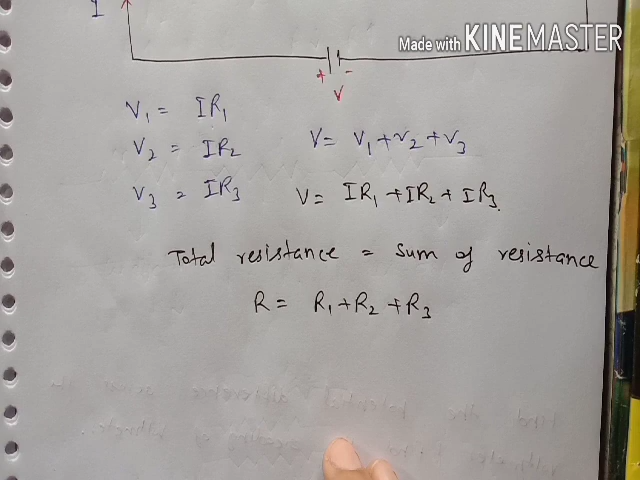 I
Made with KINEMASTER
+ -
V
V₁ = IR₁
V₂ = IR₂
V = V₁+V₂+V₃
V₃ = IR₃
V = IR₁ + IR₂ + IR₃.
Total resistance = Sum of resistance
R = R₁+R₂+R₃